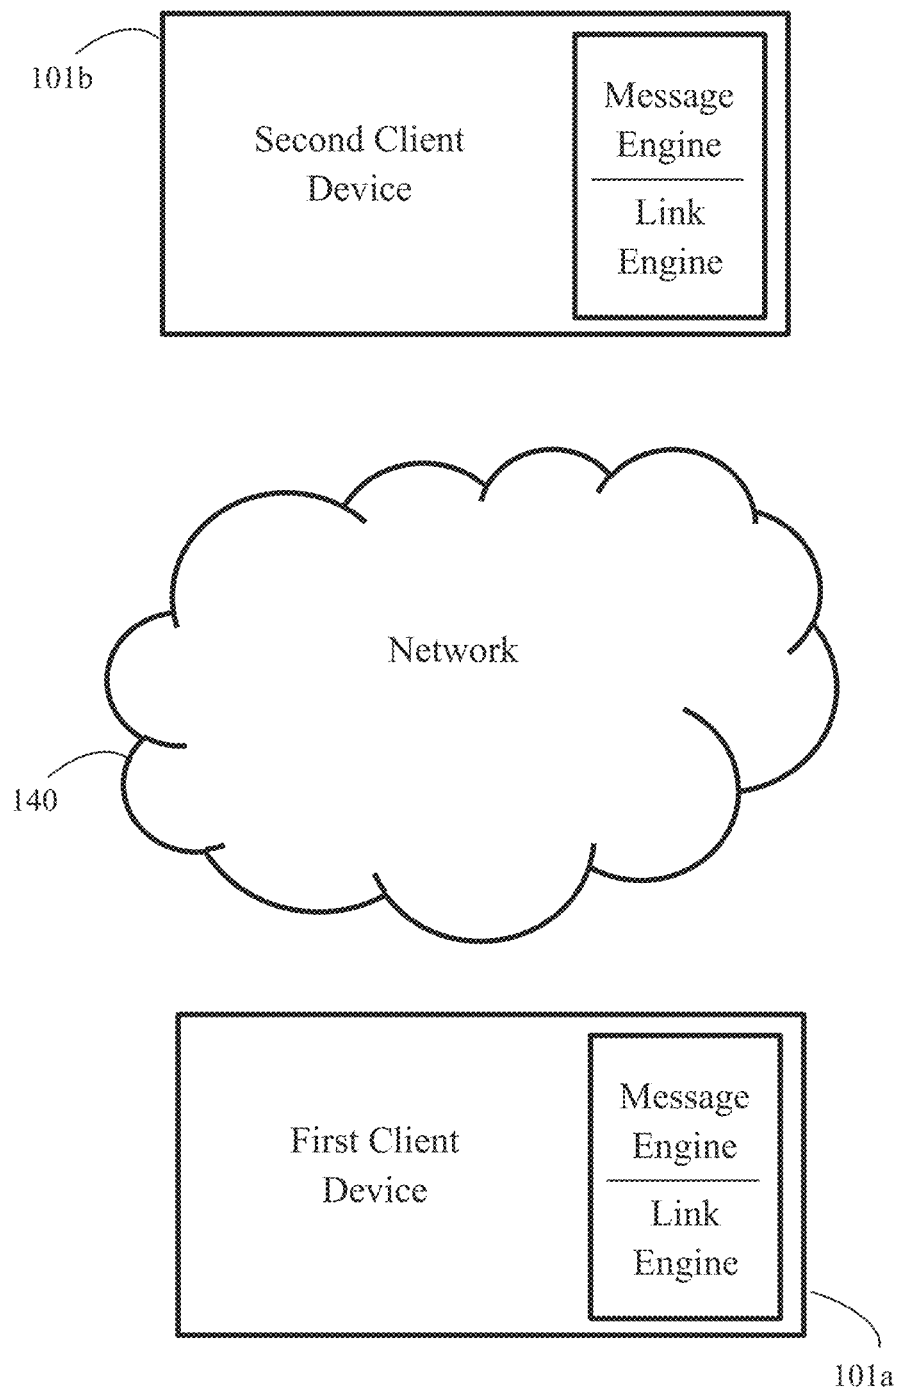 101b
Second Client
Device
Message
Engine
Link
Engine
Network
140
First Client
Device
Message
Engine
Link
Engine
101a